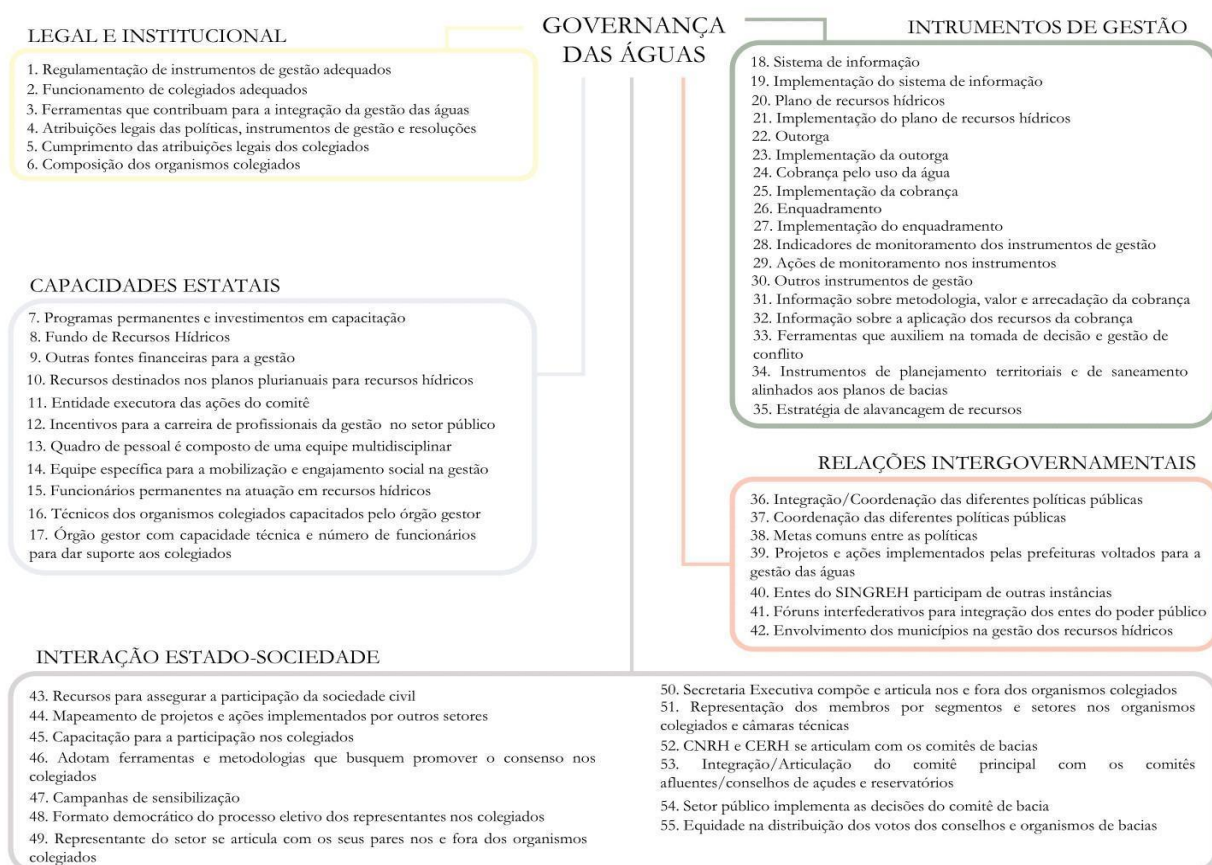 GOVERNANÇA
DAS ÁGUAS
LEGAL E INSTITUCIONAL
1. Regulamentação de instrumentos de gestão adequados
2. Funcionamento de colegiados adequados
3. Ferramentas que contribuam para a integração da gestão das águas
4. Atribuições legais das políticas, instrumentos de gestão e resoluções
5. Cumprimento das atribuições legais dos colegiados
6. Composição dos organismos colegiados
CAPACIDADES ESTATAIS
7. Programas permanentes e investimentos em capacitação
8. Fundo de Recursos Hídricos
9. Outras fontes financeiras para a gestão
10. Recursos destinados nos planos plurianuais para recursos hídricos
11. Entidade executora das ações do comitê
12. Incentivos para a carreira de profissionais da gestão no setor público
13. Quadro de pessoal é composto de uma equipe multidisciplinar
14. Equipe específica para a mobilização e engajamento social na gestão
15. Funcionários permanentes na atuação em recursos hídricos
16. Técnicos dos organismos colegiados capacitados pelo órgão gestor
17. Órgão gestor com capacidade técnica e número de funcionários
para dar suporte aos colegiados
INTRUMENTOS DE GESTÃO
18. Sistema de informação
19. Implementação do sistema de informação
20. Plano de recursos hídricos
21. Implementação do plano de recursos hídricos
22. Outorga
23. Implementação da outorga
24. Cobrança pelo uso da água
25. Implementação da cobrança
26. Enquadramento
27. Implementação do enquadramento
28. Indicadores de monitoramento dos instrumentos de gestão
29. Ações de monitoramento nos instrumentos
30. Outros instrumentos de gestão
31. Informação sobre metodologia, valor e arrecadação da cobrança
32. Informação sobre a aplicação dos recursos da cobrança
33. Ferramentas que auxiliem na tomada de decisão e gestão de
conflito
34. Instrumentos de planejamento territoriais e de saneamento
alinhados aos planos de bacias
35. Estratégia de alavancagem de recursos
RELAÇÕES INTERGOVERNAMENTAIS
36. Integração/Coordenação das diferentes políticas públicas
37. Coordenação das diferentes políticas públicas
38. Metas comuns entre as políticas
39. Projetos e ações implementados pelas prefeituras voltados para a
gestão das águas
40. Entes do SINGREH participam de outras instâncias
41. Fóruns interfederativos para integração dos entes do poder público
42. Envolvimento dos municípios na gestão dos recursos hídricos
INTERAÇÃO ESTADO-SOCIEDADE
43. Recursos para assegurar a participação da sociedade civil
44. Mapeamento de projetos e ações implementados por outros setores
45. Capacitação para a participação nos colegiados
46. Adotam ferramentas e metodologias que busquem promover o consenso nos
colegiados
47. Campanhas de sensibilização
48. Formato democrático do processo eletivo dos representantes nos colegiados
49. Representante do setor se articula com os seus pares nos e fora dos organismos
colegiados
50. Secretaria Executiva compõe e articula nos e fora dos organismos colegiados
51. Representação dos membros por segmentos e setores nos organismos
colegiados e câmaras técnicas
52. CNRH e CERH se articulam com os comitês de bacias
53. Integração/Articulação do comitê principal com os comitês
afluentes/conselhos de açudes e reservatórios
54. Setor público implementa as decisões do comitê de bacia
55. Equidade na distribuição dos votos dos conselhos e organismos de bacias